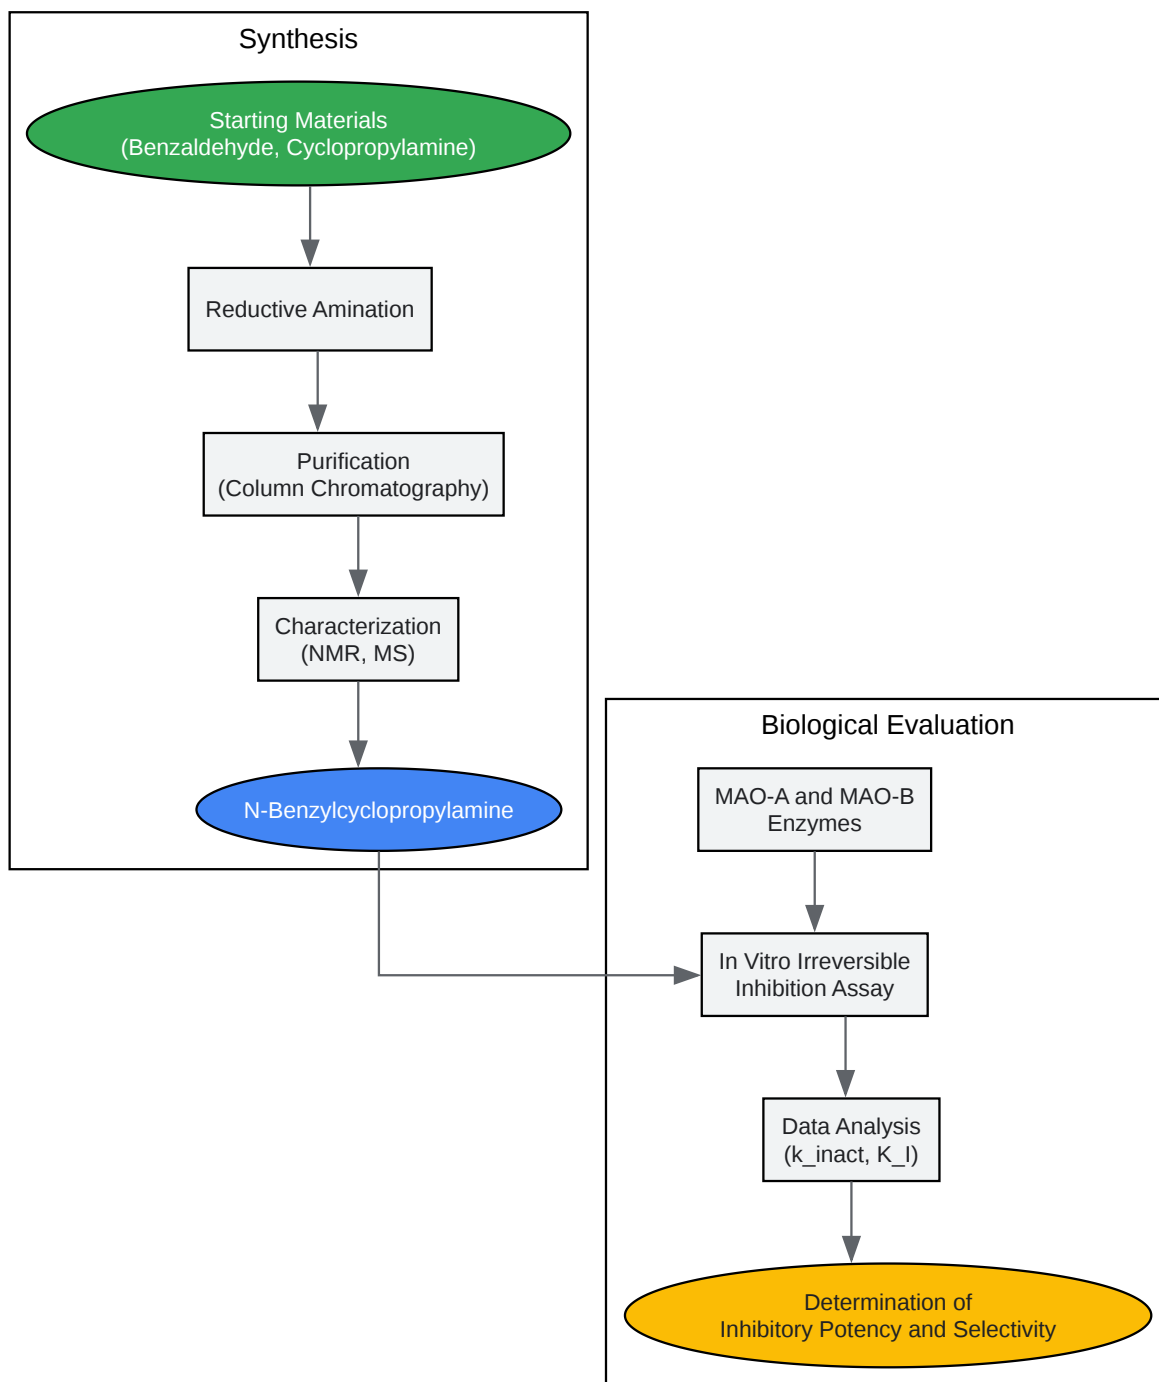 Synthesis
Starting Materials
(Benzaldehyde, Cyclopropylamine)
Reductive Amination
Purification
(Column Chromatography)
Characterization
(NMR, MS)
N-Benzylcyclopropylamine
Biological Evaluation
MAO-A and MAO-B
Enzymes
In Vitro Irreversible
Inhibition Assay
Data Analysis
(k_inact, K_I)
Determination of
Inhibitory Potency and Selectivity